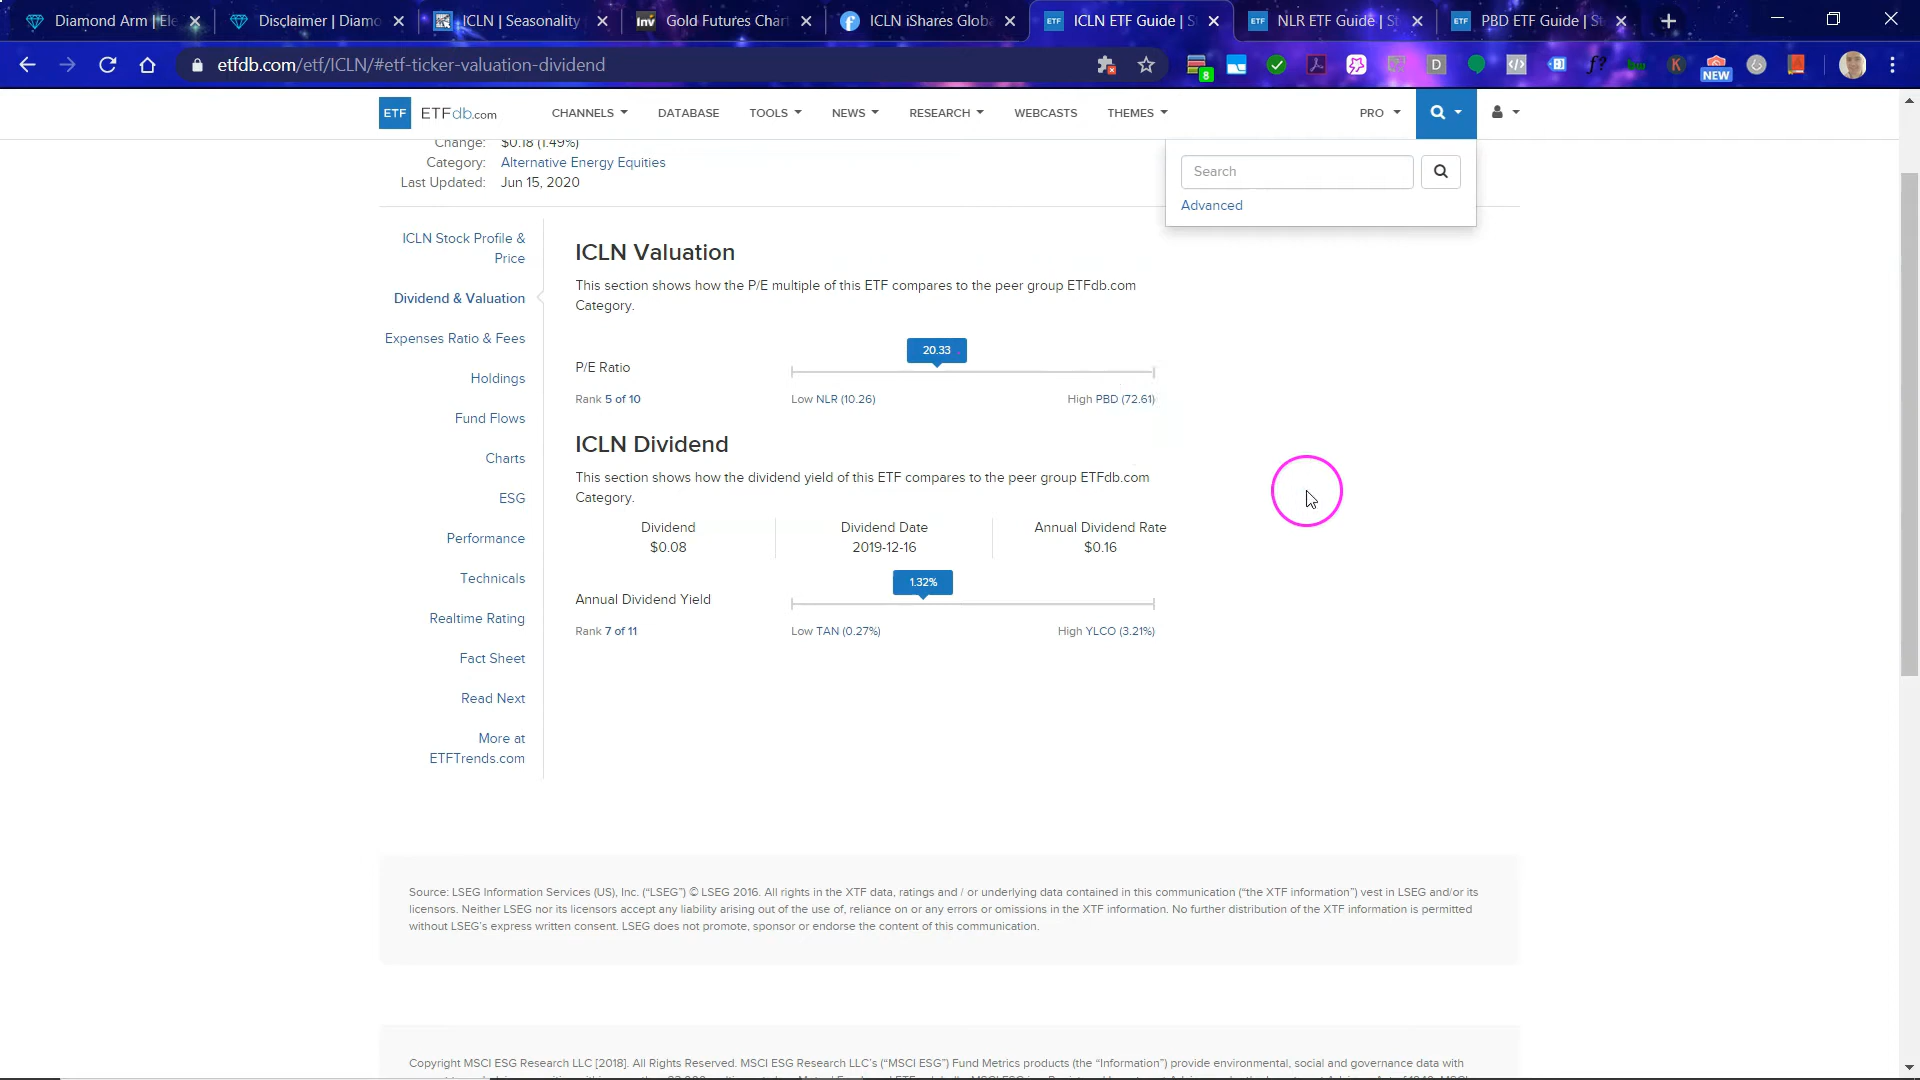 Diamond Arm | Ele
Disclaimer | Diamo
ICLN | Seasonality
Inv
Gold Futures Chart
ICLN iShares Globa
ETF
ICLN ETF Guide | S
ETF
NLR ETF Guide | St
ETF
PBD ETF Guide | St
etfdb.com/etf/ICLN/#etf-ticker-valuation-dividend
8
D
K
NEW
ETF
ETFdb.com
CHANNELS
DATABASE
TOOLS
NEWS
RESEARCH
WEBCASTS
THEMES
PRO
Change: $0.18 (1.49%)
Category: Alternative Energy Equities
Last Updated: Jun 15, 2020
Search
Advanced
ICLN Stock Profile &
Price
Dividend & Valuation
Expenses Ratio & Fees
Holdings
Fund Flows
Charts
ESG
Performance
Technicals
Realtime Rating
Fact Sheet
Read Next
More at
ETFTrends.com
ICLN Valuation
This section shows how the P/E multiple of this ETF compares to the peer group ETFdb.com
Category.
20.33
P/E Ratio
Rank 5 of 10
Low NLR (10.26)
High PBD (72.61)
ICLN Dividend
This section shows how the dividend yield of this ETF compares to the peer group ETFdb.com
Category.
Dividend
$0.08
Dividend Date
2019-12-16
Annual Dividend Rate
$0.16
1.32%
Annual Dividend Yield
Rank 7 of 11
Low TAN (0.27%)
High YLCO (3.21%)
Source: LSEG Information Services (US), Inc. (“LSEG”) © LSEG 2016. All rights in the XTF data, ratings and / or underlying data contained in this communication (“the XTF information”) vest in LSEG and/or its
licensors. Neither LSEG nor its licensors accept any liability arising out of the use of, reliance on or any errors or omissions in the XTF information. No further distribution of the XTF information is permitted
without LSEG's express written consent. LSEG does not promote, sponsor or endorse the content of this communication.
Copyright MSCI ESG Research LLC [2018]. All Rights Reserved. MSCI ESG Research LLC's (“MSCI ESG”) Fund Metrics products (the “Information”) provide environmental, social and governance data with